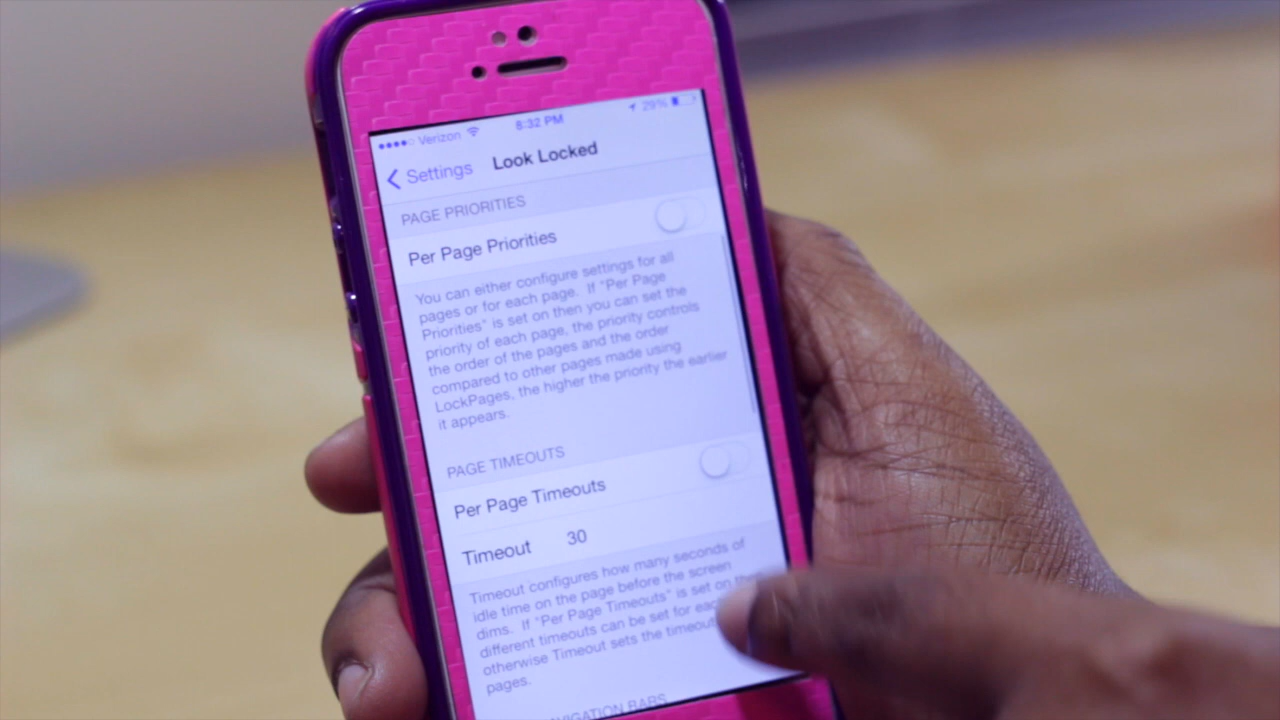 Verizon 8:32 PM 29%
Settings Look Locked
PAGE PRIORITIES
Per Page Priorities
You can either configure settings for all
pages or for each page. If "Per Page
Priorities" is set on then you can set the
priority of each page, the priority controls
the order of the pages and the order
compared to other pages made using
LockPages, the higher the priority the earlier
it appears.
PAGE TIMEOUTS
Per Page Timeouts
Timeout 30
Timeout configures how many seconds of
idle time on the page before the screen
dims. If "Per Page Timeouts" is set on
different timeouts can be set for
otherwise Timeout sets the timeout
pages.
BARS